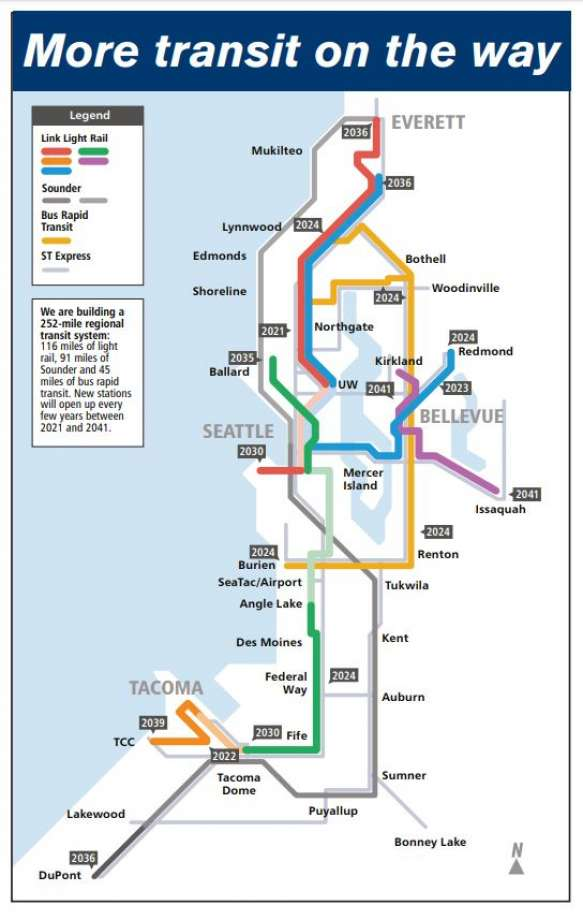 More transit on the way
Legend
Link Light Rail
Sounder
Bus Rapid
Transit
ST Express
We are building a
252-mile regional
transit system:
116 miles of light
rail, 91 miles of
Sounder and 45
miles of bus rapid
transit. New stations
will open up every
few years between
2021 and 2041.
2036
EVERETT
Mukilteo
2036
Lynnwood
2024
Edmonds
Bothell
Shoreline
2024
Woodinville
2021
Northgate
2024
Redmond
2035
Ballard
Kirkland
UW
2041
2023
SEATTLE
BELLEVUE
2030
Mercer
Island
2041
Issaquah
2024
2024
Burien
Renton
SeaTac/Airport
Tukwila
Angle Lake
Des Moines
Kent
Federal
Way
2024
TACOMA
Auburn
2039
TCC
2030
Fife
2022
Tacoma
Dome
Sumner
Lakewood
Puyallup
Bonney Lake
2036
DuPont
N